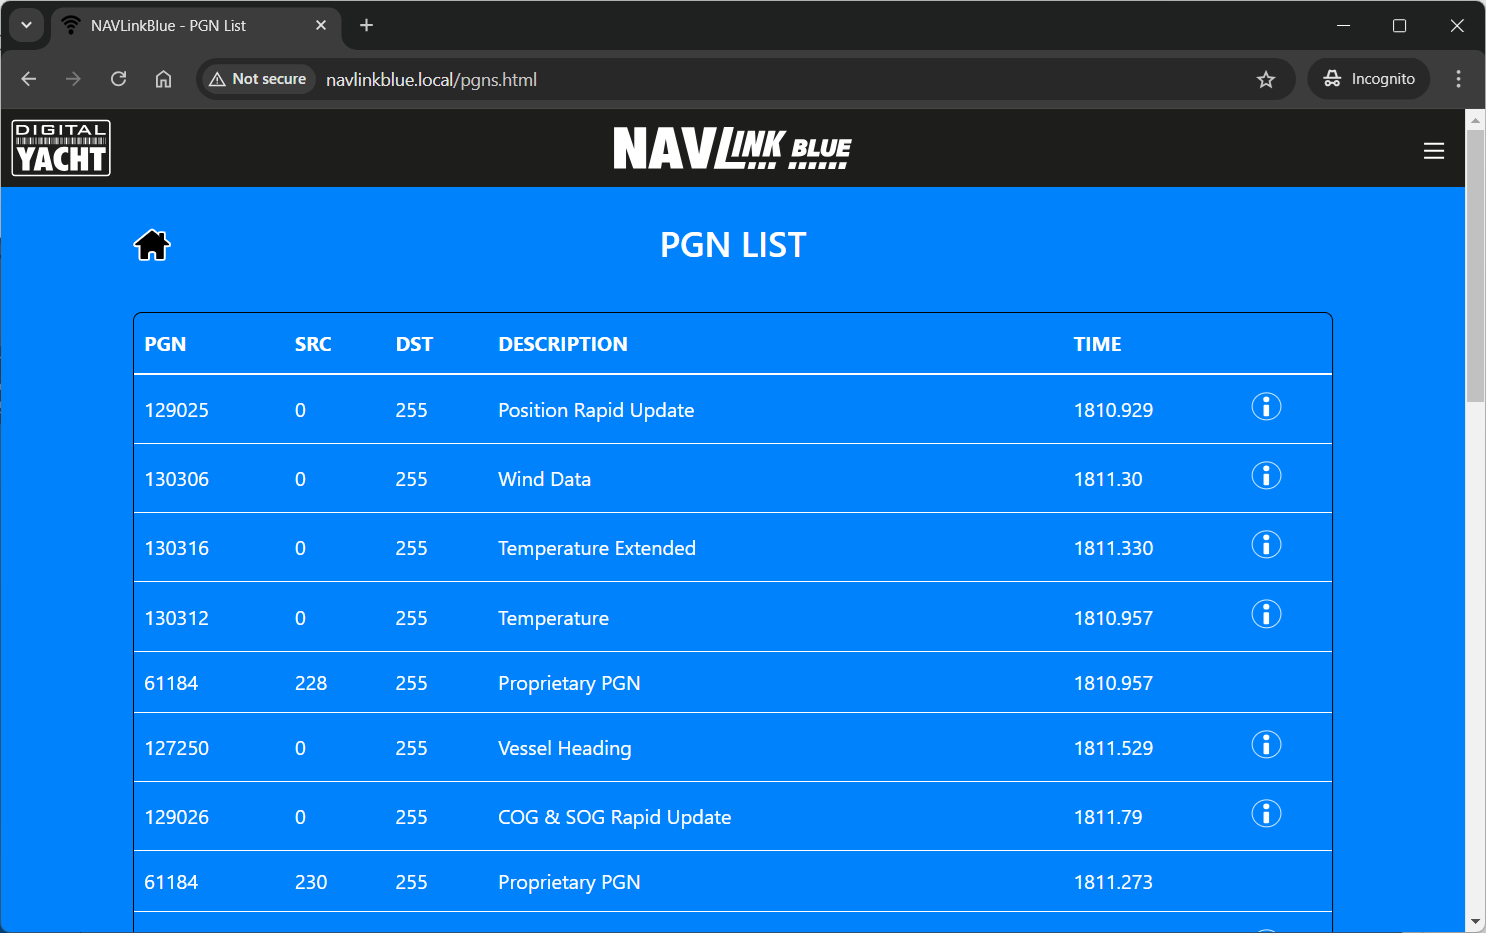 NAVLinkBlue - PGN List
Not secure navlinkblue.local/pgns.html Incognito
DIGITAL
YACHT
NAVLINK BLUE
PGN LIST
PGN SRC DST DESCRIPTION TIME
129025 0 255 Position Rapid Update 1810.929
130306 0 255 Wind Data 1811.30
130316 0 255 Temperature Extended 1811.330
130312 0 255 Temperature 1810.957
61184 228 255 Proprietary PGN 1810.957
127250 0 255 Vessel Heading 1811.529
129026 0 255 COG & SOG Rapid Update 1811.79
61184 230 255 Proprietary PGN 1811.273